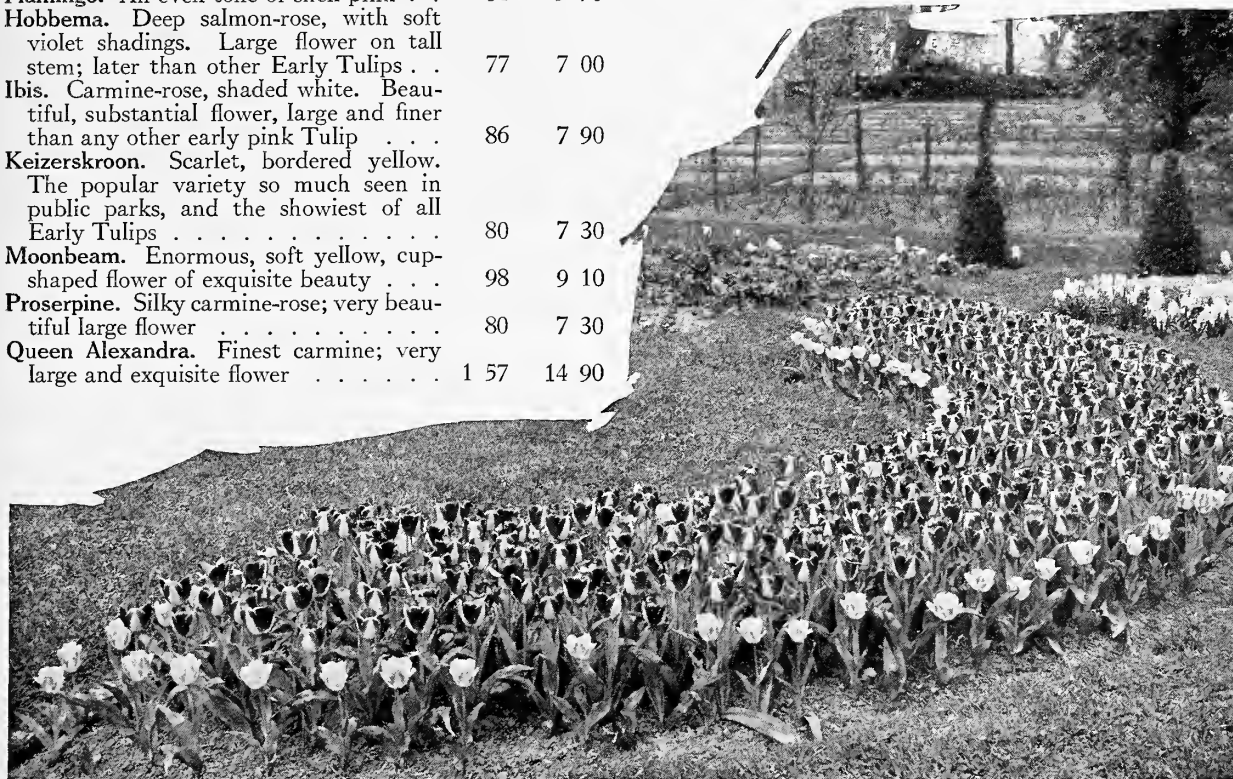 Hobbema. Deep salmon-rose, with soft
violet shadings. Large flower on tall
stem; later than other Early Tulips . . 77 7 00
Ibis. Carmine-rose, shaded white. Beau-
tiful, substantial flower, large and finer
than any other early pink Tulip . . . 86 7 90
Keizerskroon. Scarlet, bordered yellow.
The popular variety so much seen in
public parks, and the showiest of all
Early Tulips . . . . . . . . . . . . 80 7 30
Moonbeam. Enormous, soft yellow, cup-
shaped flower of exquisite beauty . . . 98 9 10
Proserpine. Silky carmine-rose; very beau-
tiful large flower . . . . . . . . . . 80 7 30
Queen Alexandra. Finest carmine; very
large and exquisite flower . . . . . . 1 57 14 90